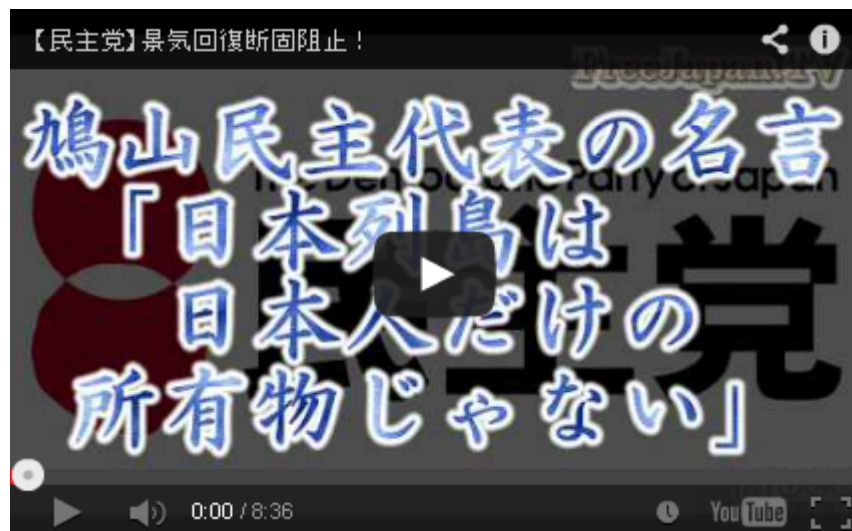 【民主党】景気回復断固阻止！
FreeJapan.TV
鳩山民主代表の名言
The Democratic Party of Japan
「日本列島は
日本人だけの
所有物じゃない」
民主党
0:00 / 8:36
YouTube